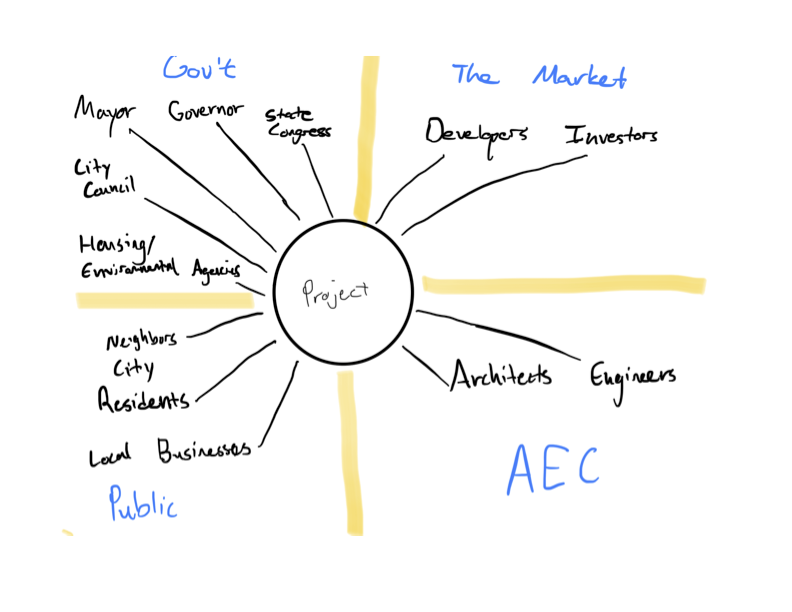 Gov't
The Market
Mayor
Governor
State
Congress
Developers
Investors
City
Council
Housing/
Environmental Agencies
Project
Neighbors
City
Residents
Local Businesses
Public
Architects
Engineers
AEC